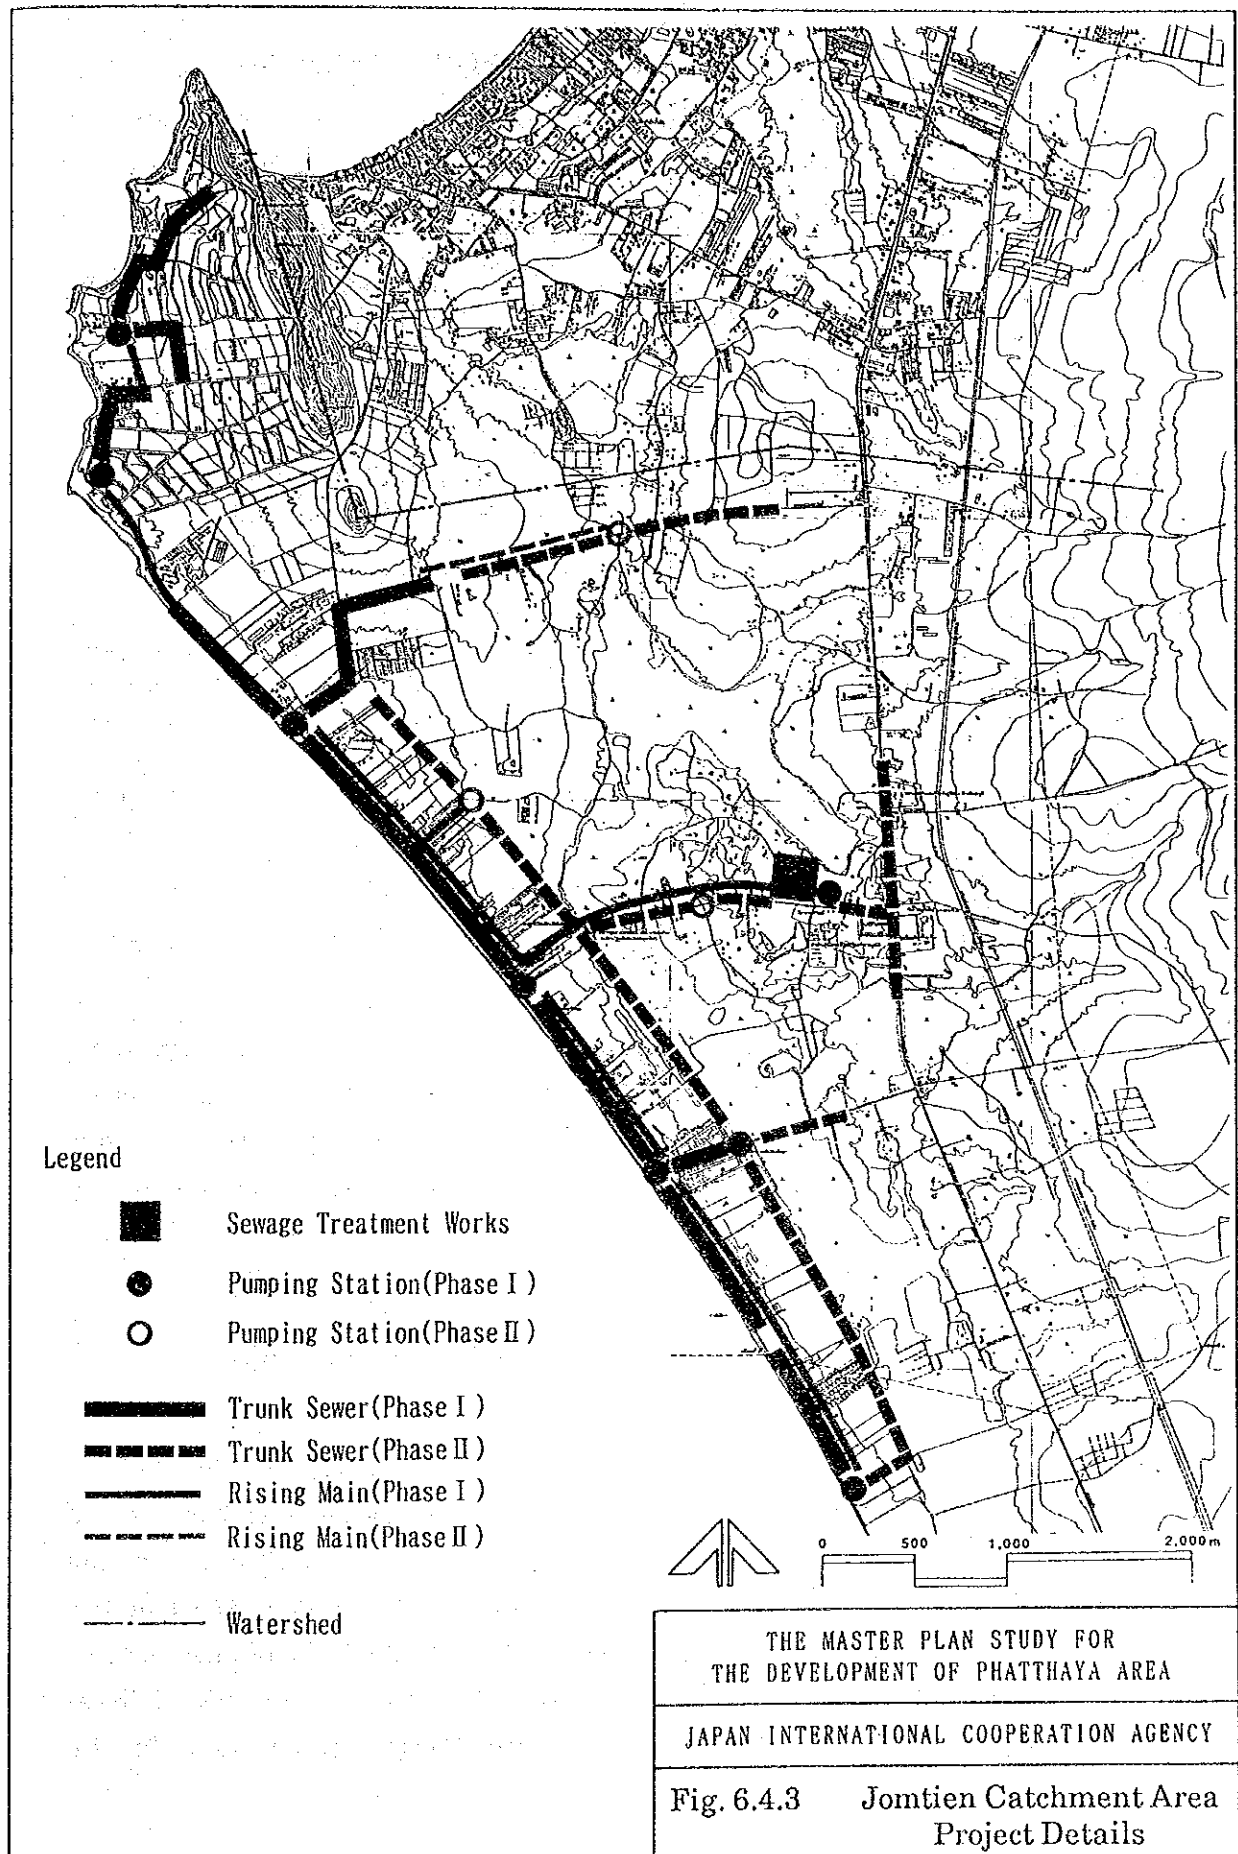 Legend
Sewage Treatment Works
Pumping Station(Phase I)
Pumping Station(Phase II)
Trunk Sewer(Phase I)
Trunk Sewer(Phase II)
Rising Main(Phase I)
Rising Main(Phase II)
Watershed
0 500 1,000 2,000m
THE MASTER PLAN STUDY FOR
THE DEVELOPMENT OF PHATTHAYA AREA
JAPAN INTERNATIONAL COOPERATION AGENCY
Fig. 6.4.3 Jomtien Catchment Area
Project Details